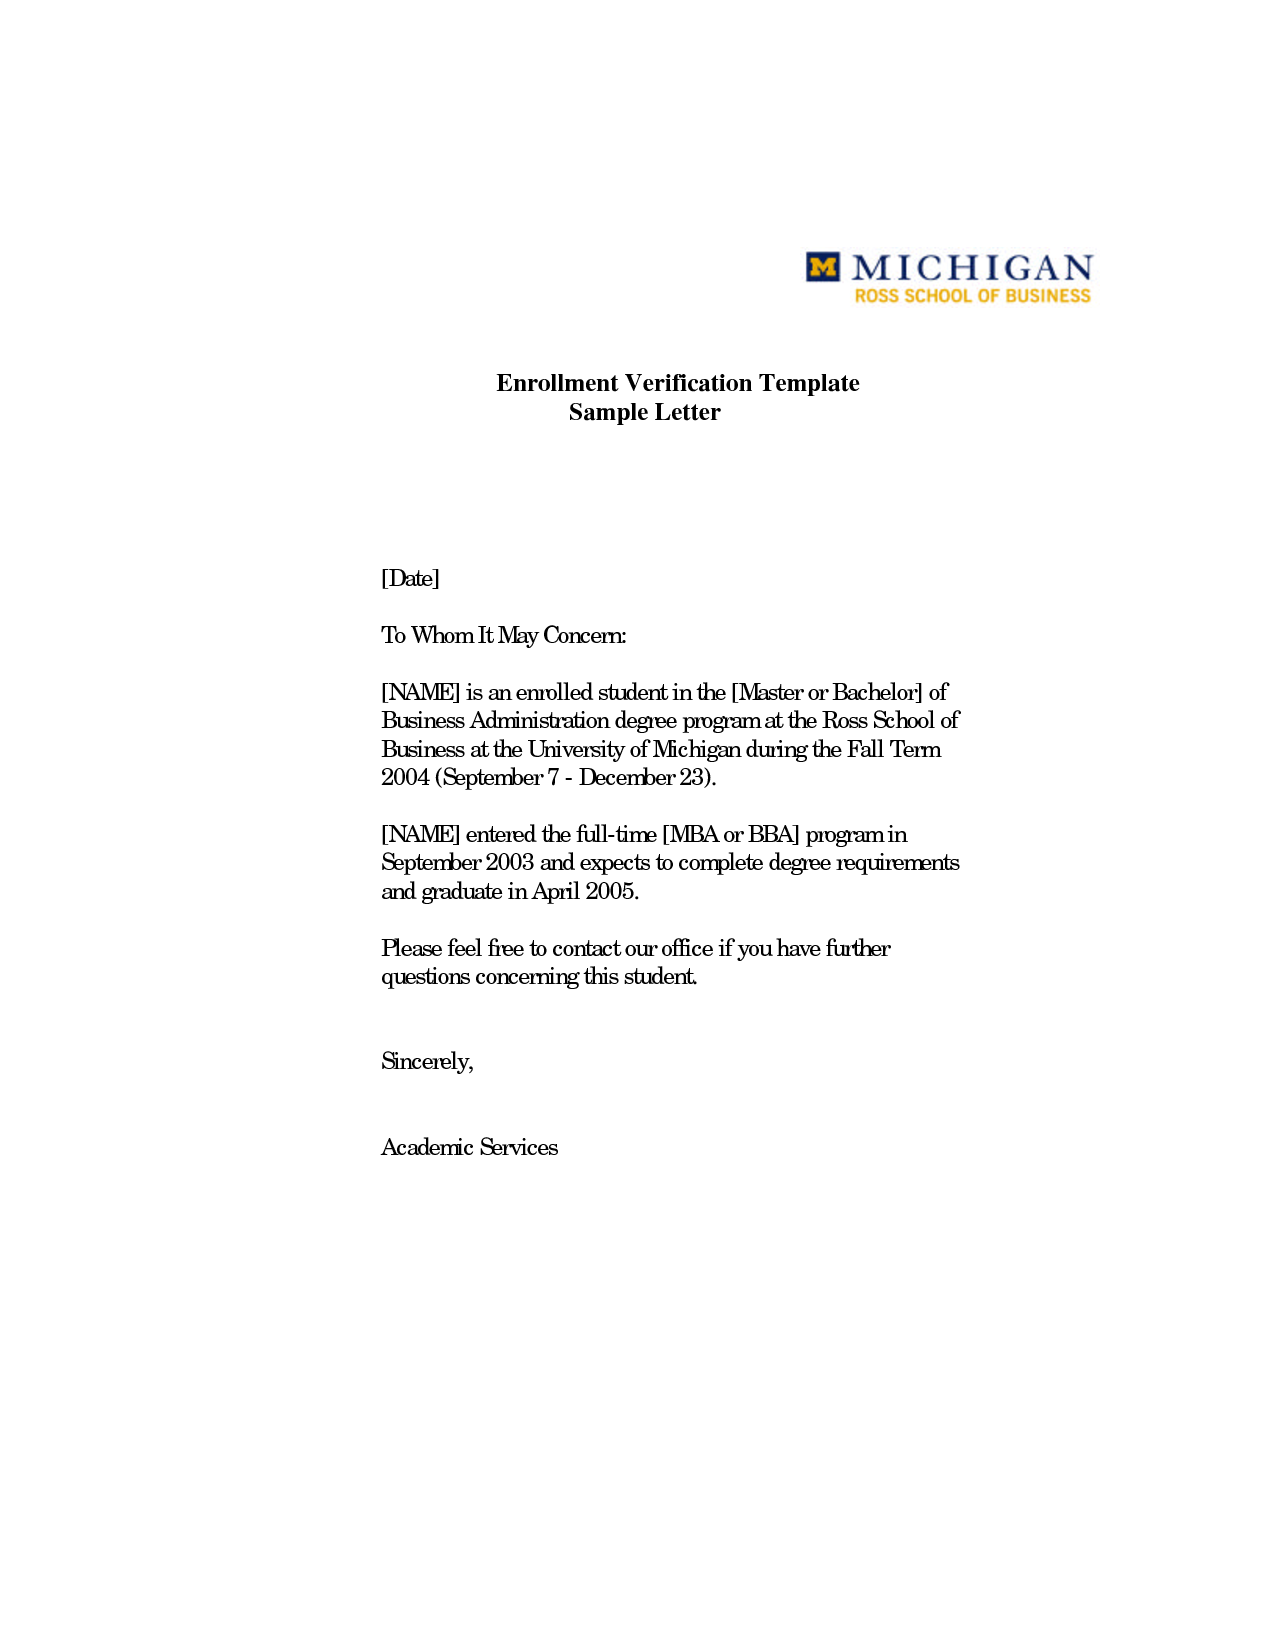 M MICHIGAN
ROSS SCHOOL OF BUSINESS
Enrollment Verification Template
Sample Letter
[Date]
To Whom It May Concern:
[NAME] is an enrolled student in the [Master or Bachelor] of
Business Administration degree program at the Ross School of
Business at the University of Michigan during the Fall Term
2004 (September 7 - December 23).
[NAME] entered the full-time [MBA or BBA] program in
September 2003 and expects to complete degree requirements
and graduate in April 2005.
Please feel free to contact our office if you have further
questions concerning this student.
Sincerely,
Academic Services